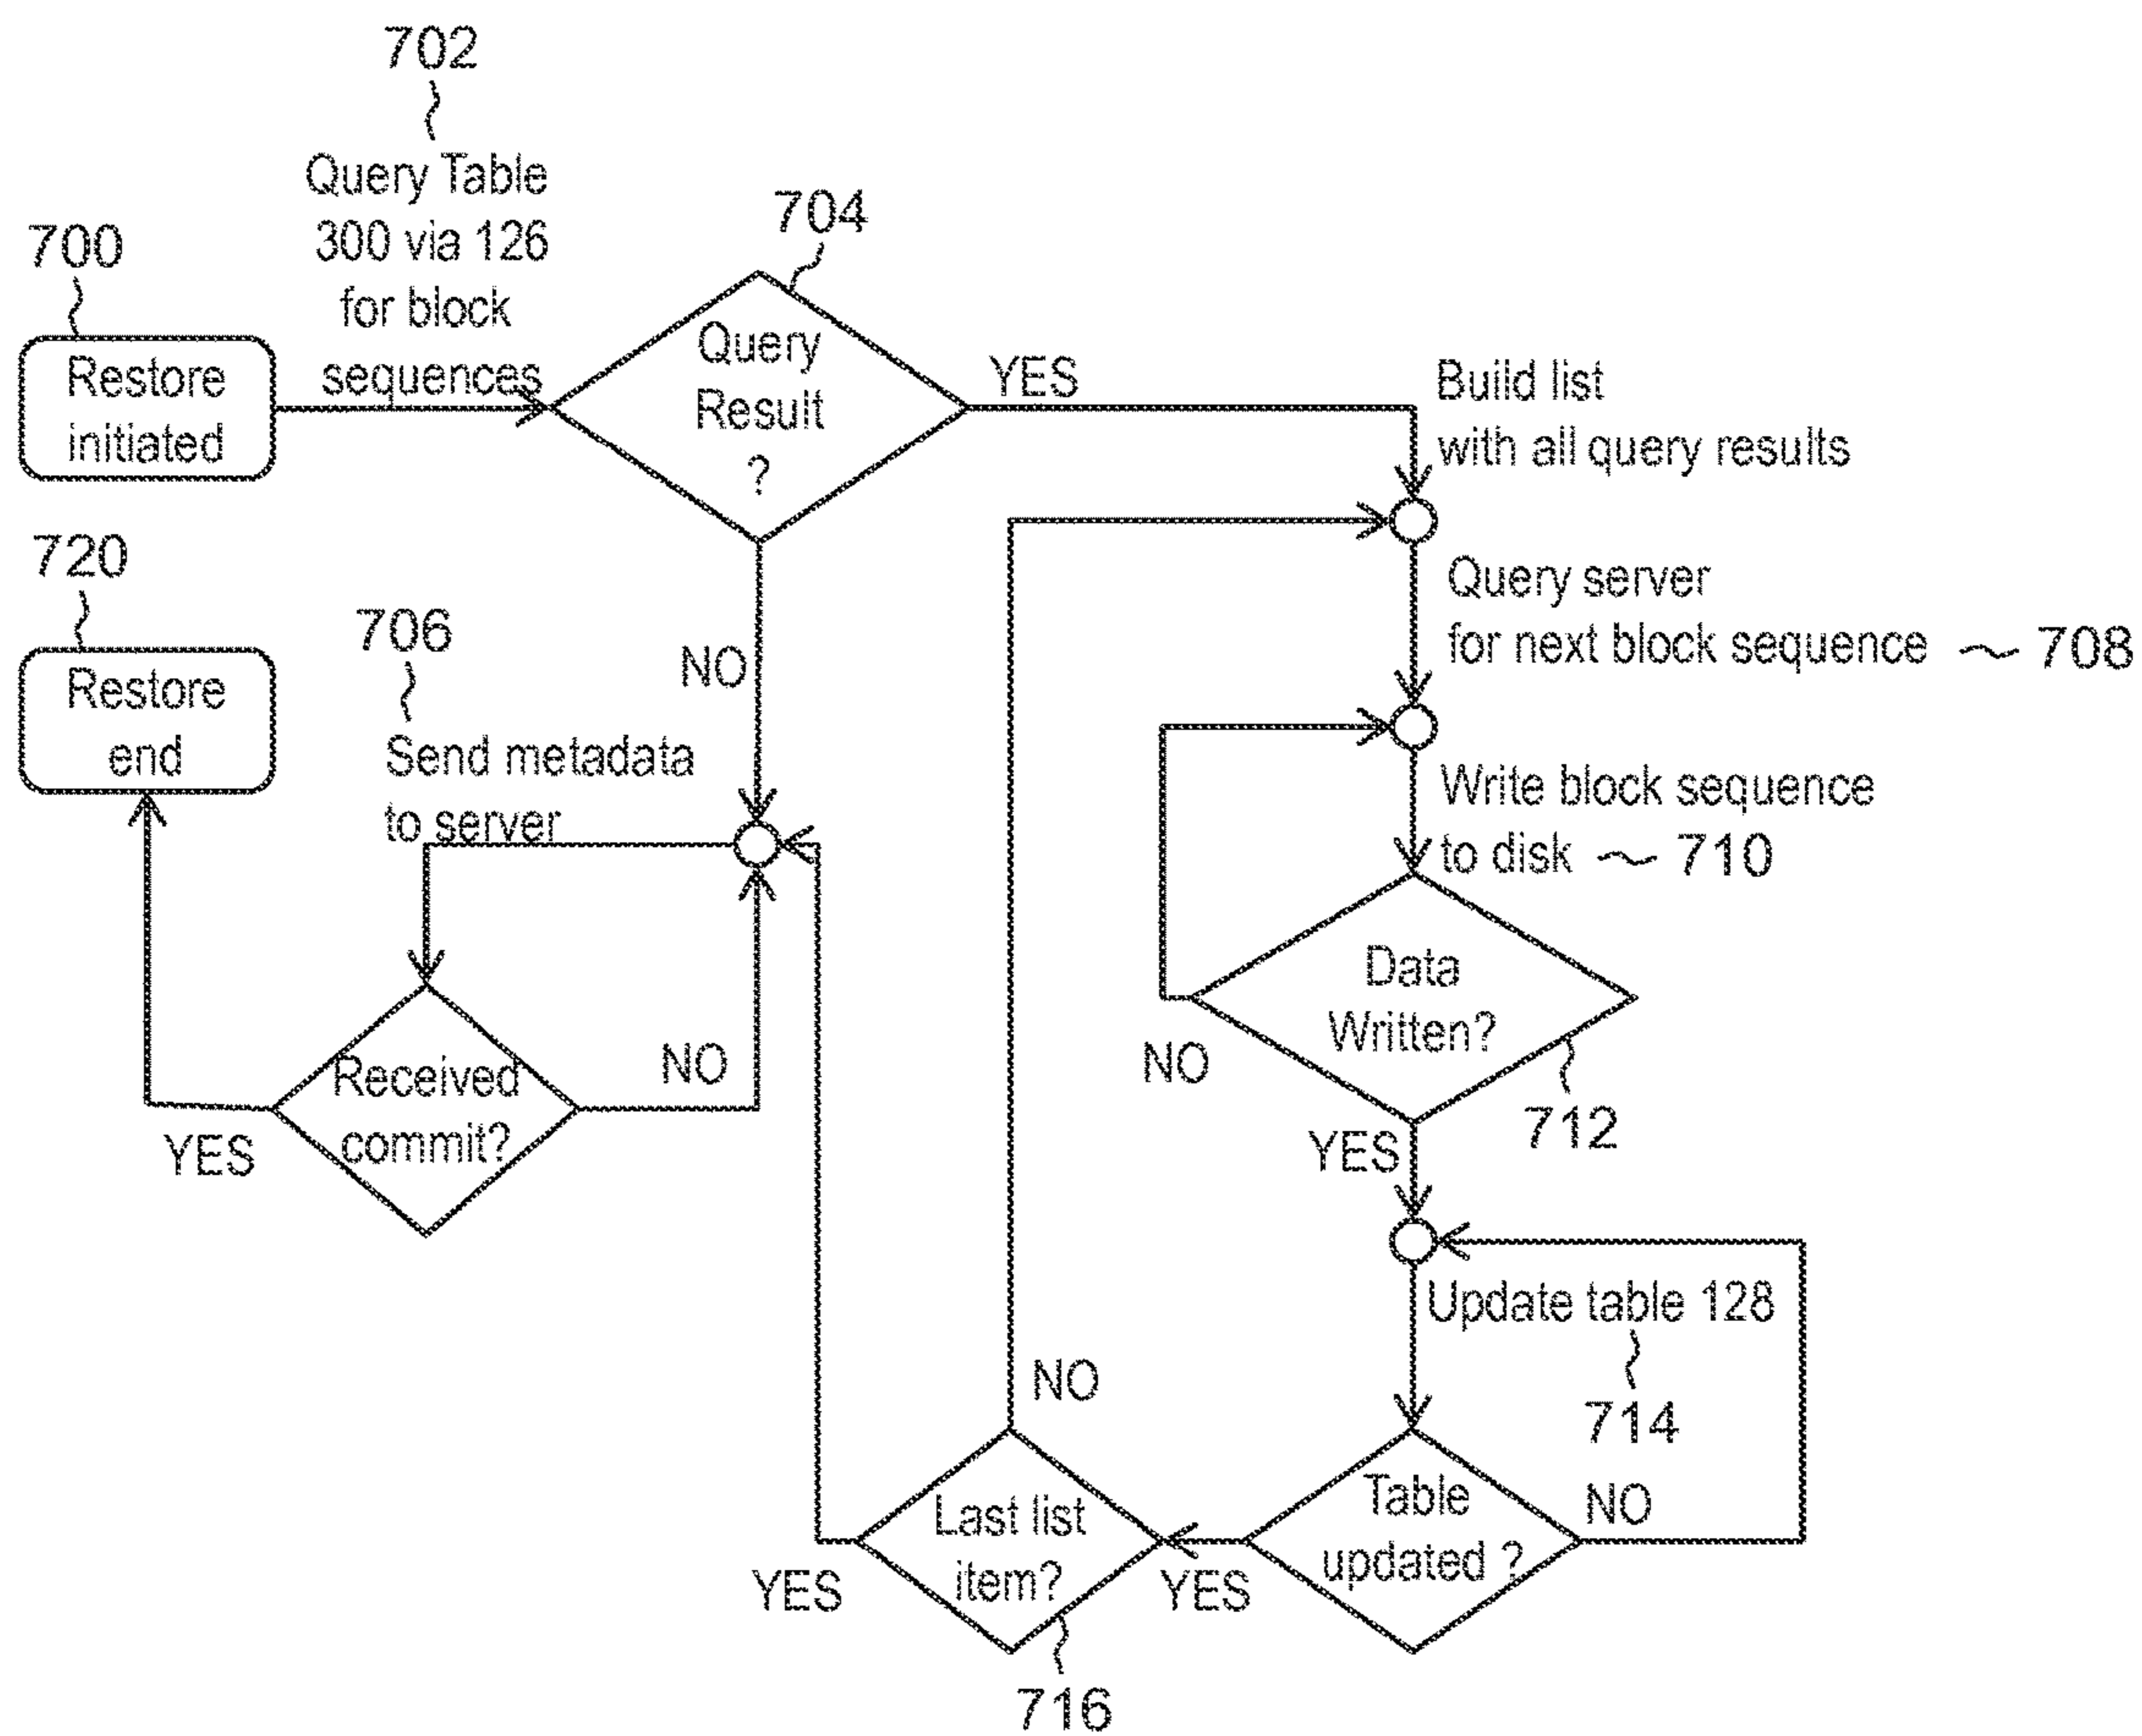 702
Query Table
300 via 126
for block
sequences
700
Restore
initiated
704
Query
Result
?
YES
NO
Build list
with all query results
Query server
for next block sequence
708
Write block sequence
to disk
710
Data
Written?
712
NO
YES
Update table 128
714
Table
updated ?
NO
YES
Last list
item?
716
NO
YES
706
Send metadata
to server
Received
commit?
NO
YES
720
Restore
end